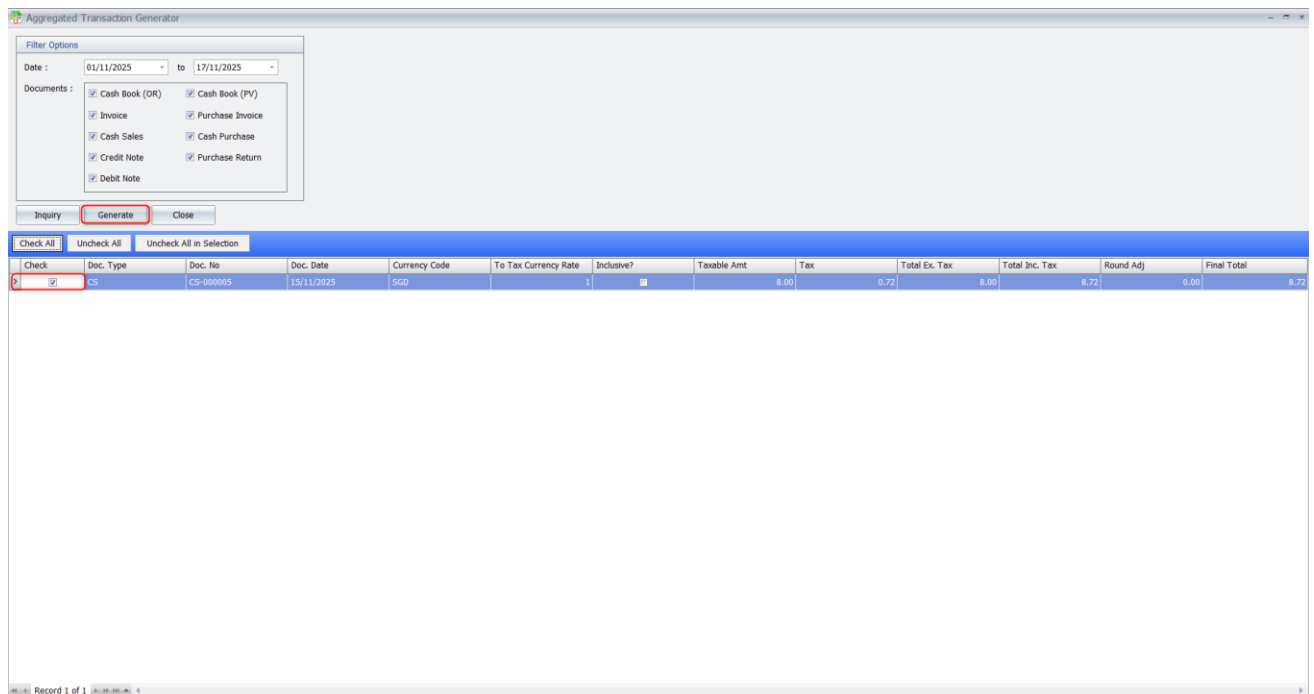 Aggregated Transaction Generator
Filter Options
Date : 01/11/2025 to 17/11/2025
Documents : Cash Book (OR) Cash Book (PV)
Invoice Purchase Invoice
Cash Sales Cash Purchase
Credit Note Purchase Return
Debit Note
Inquiry Generate Close
Check All Uncheck All Uncheck All in Selection
Check Doc. Type Doc. No Doc. Date Currency Code To Tax Currency Rate Inclusive? Taxable Amt Tax Total Ex. Tax Total Inc. Tax Round Adj Final Total
CS CS-000005 15/11/2025 SGD 1 8.00 0.72 8.00 8.72 0.00 8.72
Record 1 of 1